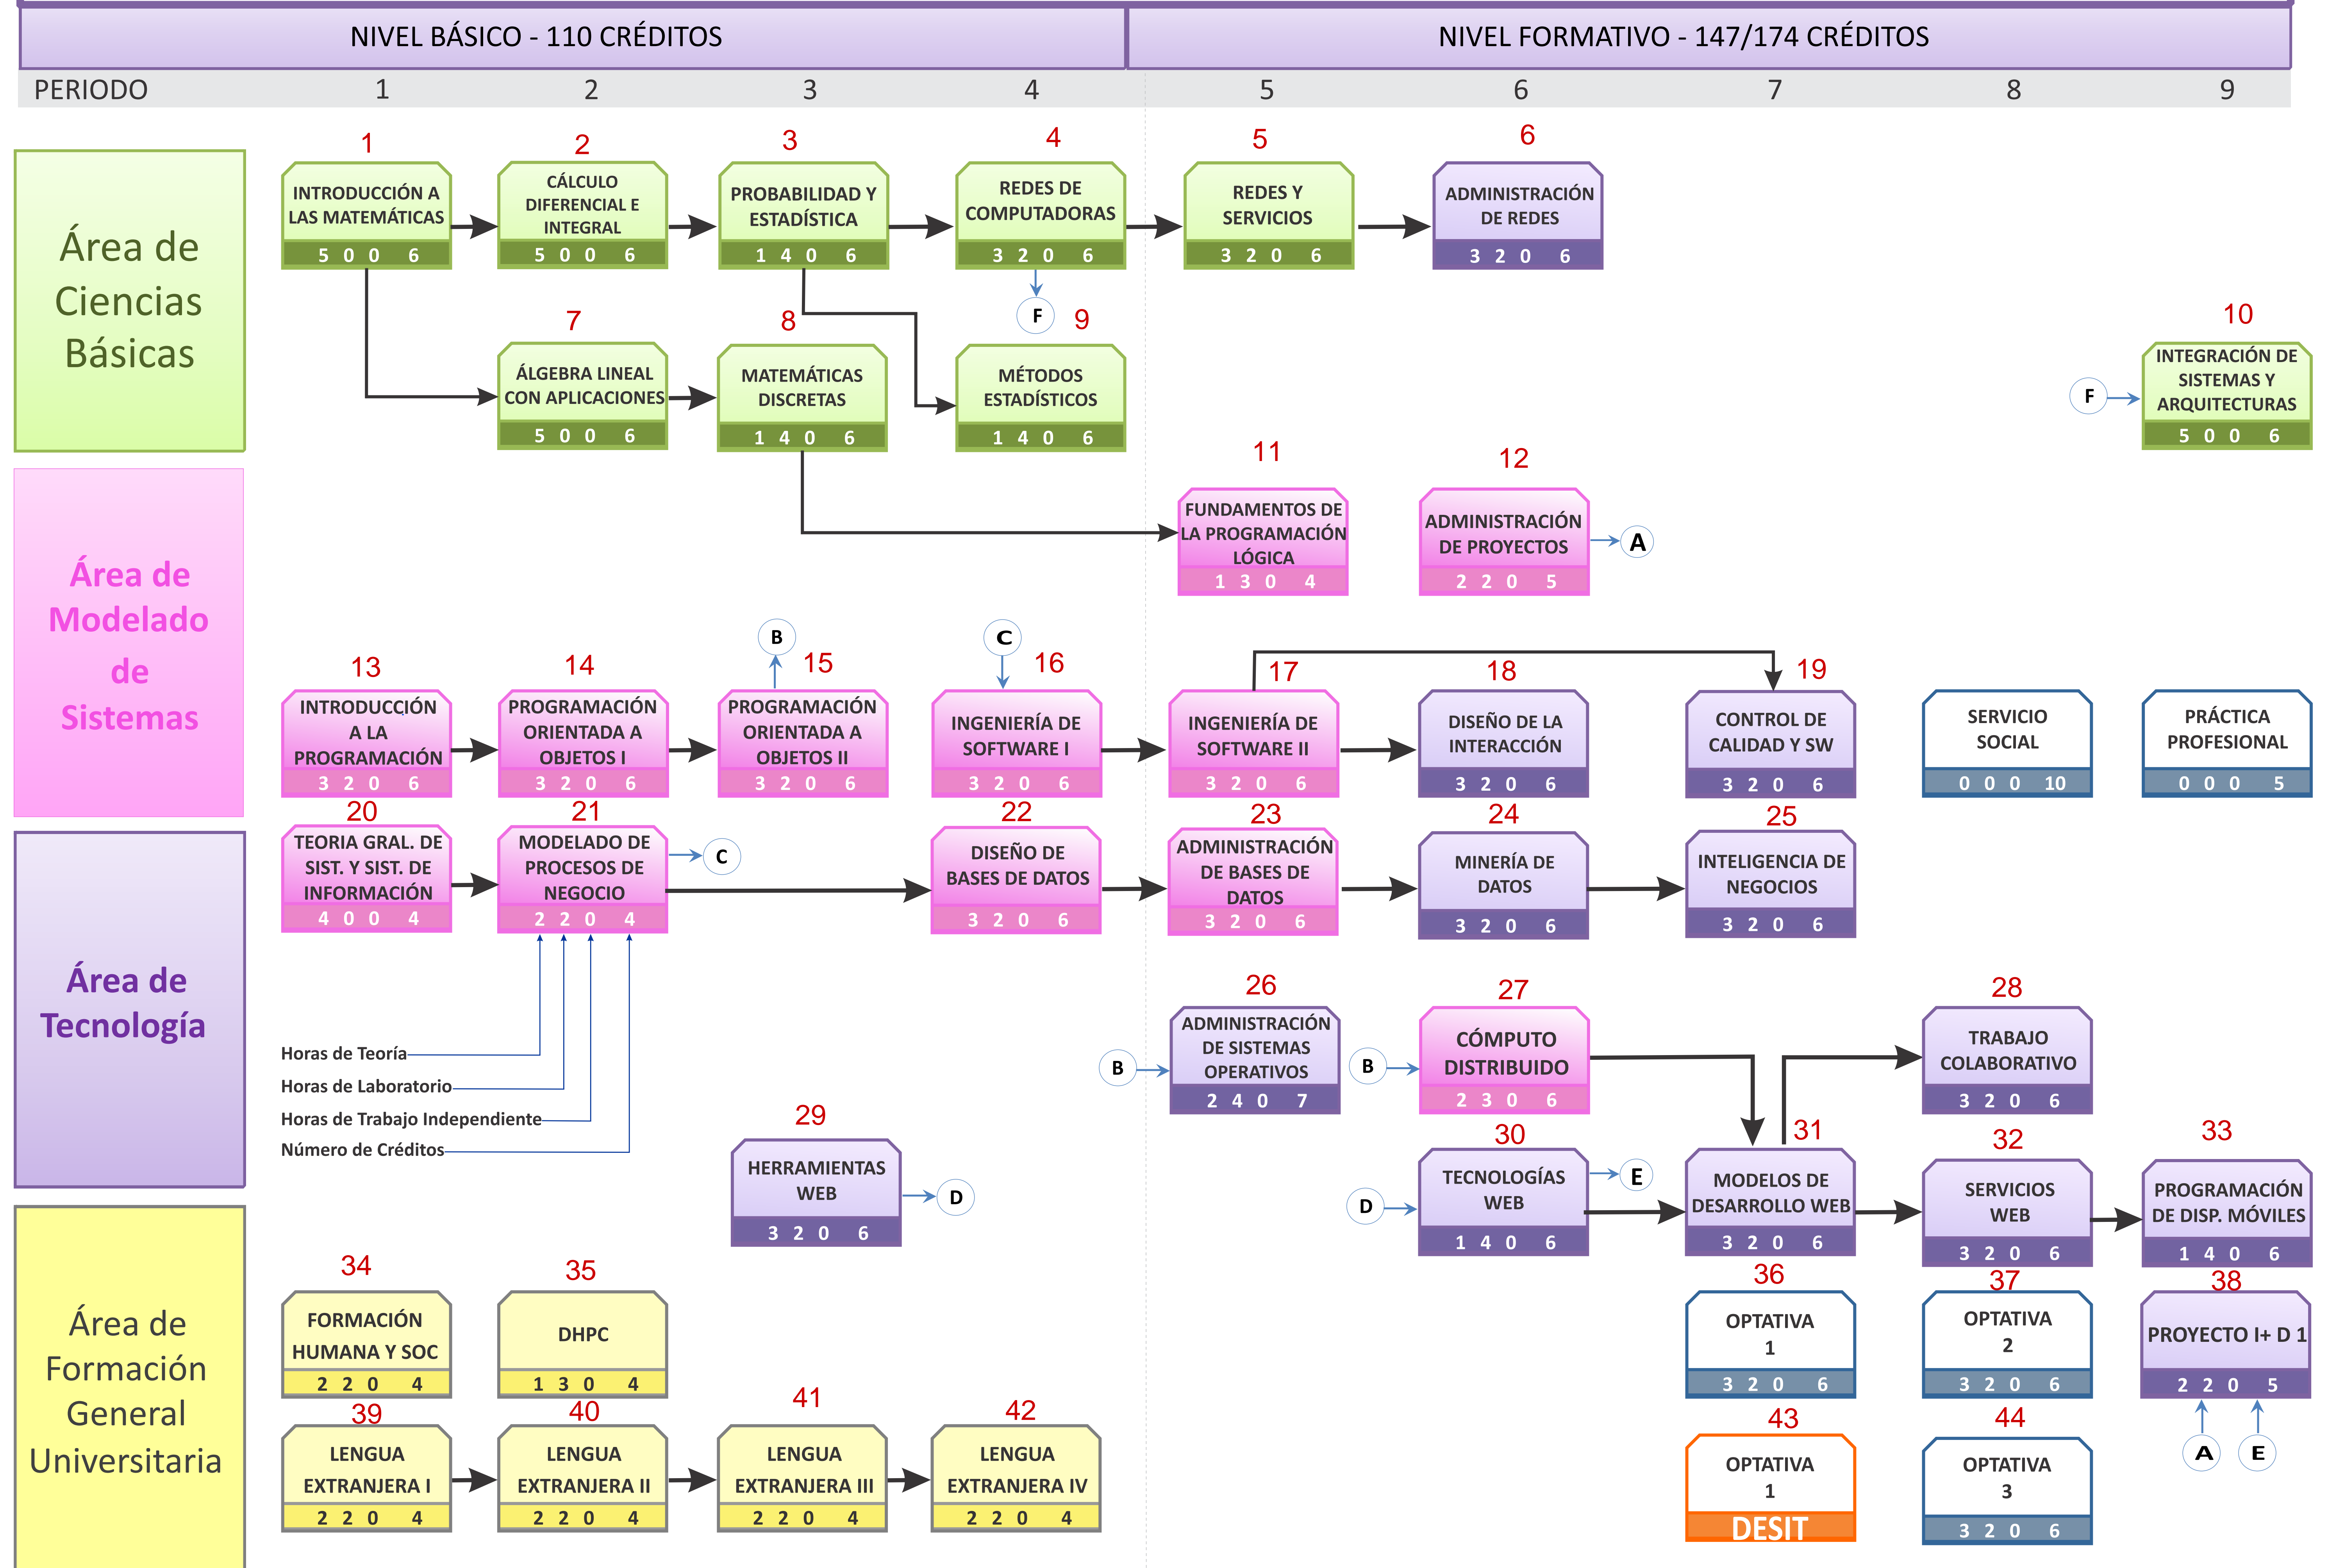 NIVEL BÁSICO - 110 CRÉDITOS
NIVEL FORMATIVO - 147/174 CRÉDITOS
PERIODO 1 2 3 4 5 6 7 8 9
Área de
Ciencias
Básicas
1
INTRODUCCIÓN A
LAS MATEMÁTICAS
5 0 0 6
2
CÁLCULO
DIFERENCIAL E
INTEGRAL
5 0 0 6
3
PROBABILIDAD Y
ESTADÍSTICA
1 4 0 6
4
REDES DE
COMPUTADORAS
3 2 0 6
F
5
REDES Y
SERVICIOS
3 2 0 6
6
ADMINISTRACIÓN
DE REDES
3 2 0 6
7
ÁLGEBRA LINEAL
CON APLICACIONES
5 0 0 6
8
MATEMÁTICAS
DISCRETAS
1 4 0 6
9
MÉTODOS
ESTADÍSTICOS
1 4 0 6
F
10
INTEGRACIÓN DE
SISTEMAS Y
ARQUITECTURAS
5 0 0 6
Área de
Modelado
de
Sistemas
11
FUNDAMENTOS DE
LA PROGRAMACIÓN
LÓGICA
1 3 0 4
12
ADMINISTRACIÓN
DE PROYECTOS
2 2 0 5
A
13
INTRODUCCIÓN
A LA
PROGRAMACIÓN
3 2 0 6
14
PROGRAMACIÓN
ORIENTADA A
OBJETOS I
3 2 0 6
B
15
PROGRAMACIÓN
ORIENTADA A
OBJETOS II
3 2 0 6
C
16
INGENIERÍA DE
SOFTWARE I
3 2 0 6
17
INGENIERÍA DE
SOFTWARE II
3 2 0 6
18
DISEÑO DE LA
INTERACCIÓN
3 2 0 6
19
CONTROL DE
CALIDAD Y SW
3 2 0 6
SERVICIO
SOCIAL
0 0 0 10
PRÁCTICA
PROFESIONAL
0 0 0 5
Área de
Tecnología
20
TEORIA GRAL. DE
SIST. Y SIST. DE
INFORMACIÓN
4 0 0 4
21
MODELADO DE
PROCESOS DE
NEGOCIO
2 2 0 4
C
22
DISEÑO DE
BASES DE DATOS
3 2 0 6
23
ADMINISTRACIÓN
DE BASES DE
DATOS
3 2 0 6
24
MINERÍA DE
DATOS
3 2 0 6
25
INTELIGENCIA DE
NEGOCIOS
3 2 0 6
Horas de Teoría
Horas de Laboratorio
Horas de Trabajo Independiente
Número de Créditos
B
26
ADMINISTRACIÓN
DE SISTEMAS
OPERATIVOS
2 4 0 7
B
27
CÓMPUTO
DISTRIBUIDO
2 3 0 6
28
TRABAJO
COLABORATIVO
3 2 0 6
29
HERRAMIENTAS
WEB
3 2 0 6
D
D
30
TECNOLOGÍAS
WEB
1 4 0 6
E
31
MODELOS DE
DESARROLLO WEB
3 2 0 6
32
SERVICIOS
WEB
3 2 0 6
33
PROGRAMACIÓN
DE DISP. MÓVILES
1 4 0 6
Área de
Formación
General
Universitaria
34
FORMACIÓN
HUMANA Y SOC
2 2 0 4
35
DHPC
1 3 0 4
36
OPTATIVA
1
3 2 0 6
37
OPTATIVA
2
3 2 0 6
38
PROYECTO I+ D 1
2 2 0 5
A
E
39
LENGUA
EXTRANJERA I
2 2 0 4
40
LENGUA
EXTRANJERA II
2 2 0 4
41
LENGUA
EXTRANJERA III
2 2 0 4
42
LENGUA
EXTRANJERA IV
2 2 0 4
43
OPTATIVA
1
DESIT
44
OPTATIVA
3
3 2 0 6